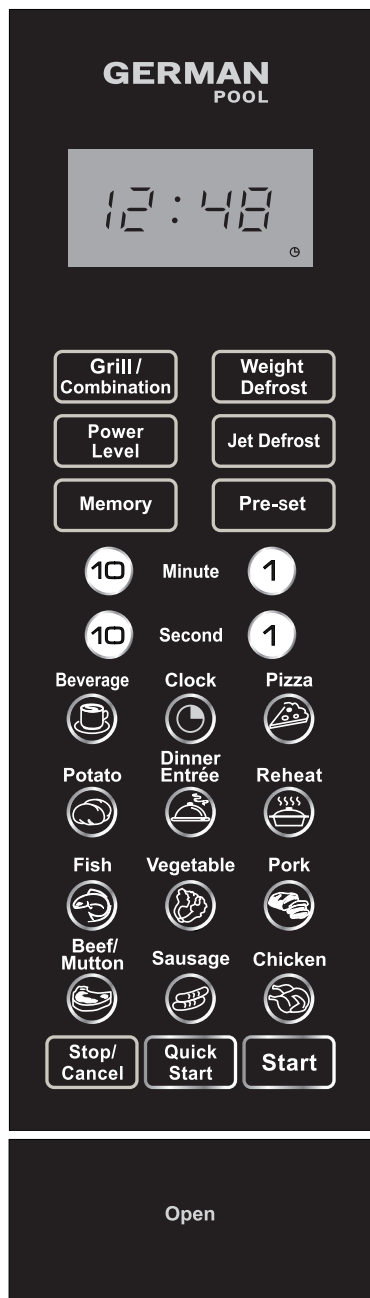 GERMAN
POOL
12:48
Grill /
Combination
Weight
Defrost
Power
Level
Jet Defrost
Memory
Pre-set
10 Minute 1
10 Second 1
Beverage Clock Pizza
Potato
Dinner
Entrée
Reheat
Fish Vegetable Pork
Beef/
Mutton
Sausage Chicken
Stop/
Cancel
Quick
Start
Start
Open